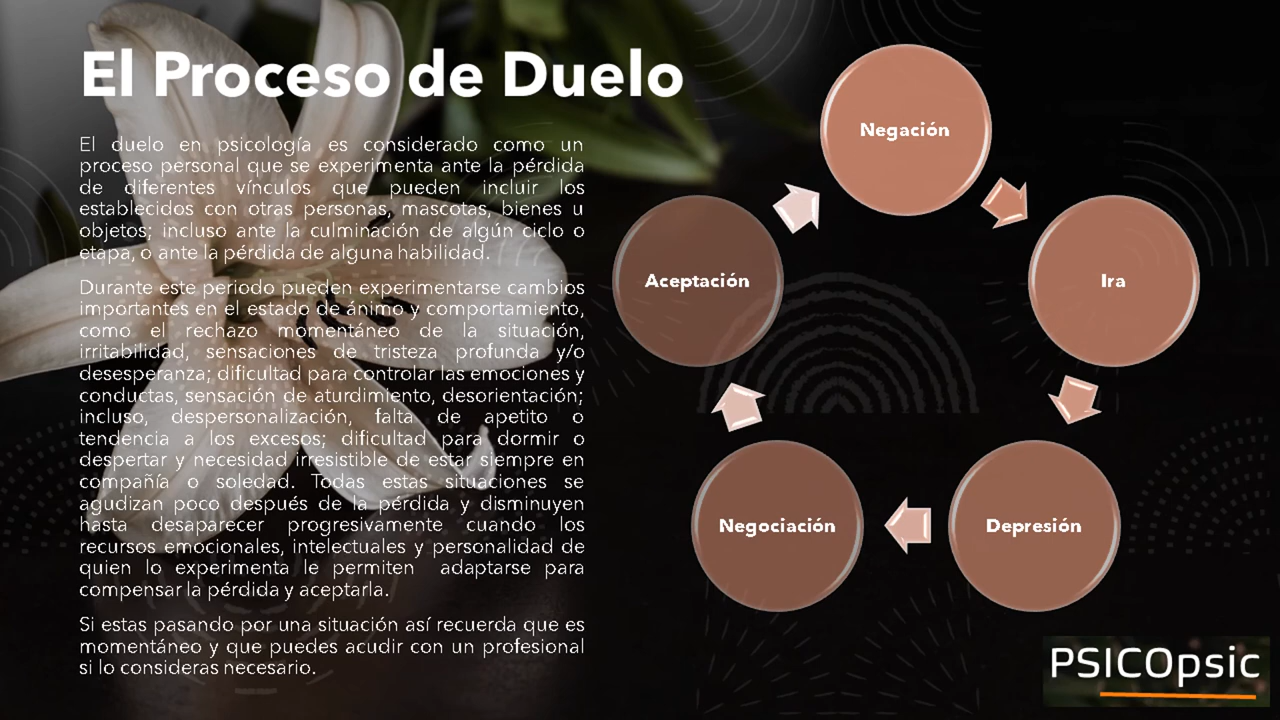 El Proceso de Duelo
El duelo en psicología es considerado como un
proceso personal que se experimenta ante la pérdida
de diferentes vínculos que pueden incluir los
establecidos con otras personas, mascotas, bienes u
objetos; incluso ante la culminación de algún ciclo o
etapa, o ante la pérdida de alguna habilidad.
Durante este periodo pueden experimentarse cambios
importantes en el estado de ánimo y comportamiento,
como el rechazo momentáneo de la situación,
irritabilidad, sensaciones de tristeza profunda y/o
desesperanza; dificultad para controlar las emociones y
conductas, sensación de aturdimiento, desorientación;
incluso, despersonalización, falta de apetito o
tendencia a los excesos; dificultad para dormir o
despertar y necesidad irresistible de estar siempre en
compañía o soledad. Todas estas situaciones se
agudizan poco después de la pérdida y disminuyen
hasta desaparecer progresivamente cuando los
recursos emocionales, intelectuales y personalidad de
quien lo experimenta le permiten adaptarse para
compensar la pérdida y aceptarla.
Si estas pasando por una situación así recuerda que es
momentáneo y que puedes acudir con un profesional
si lo consideras necesario.
Negación
Ira
Depresión
Negociación
Aceptación
PSICOpsic